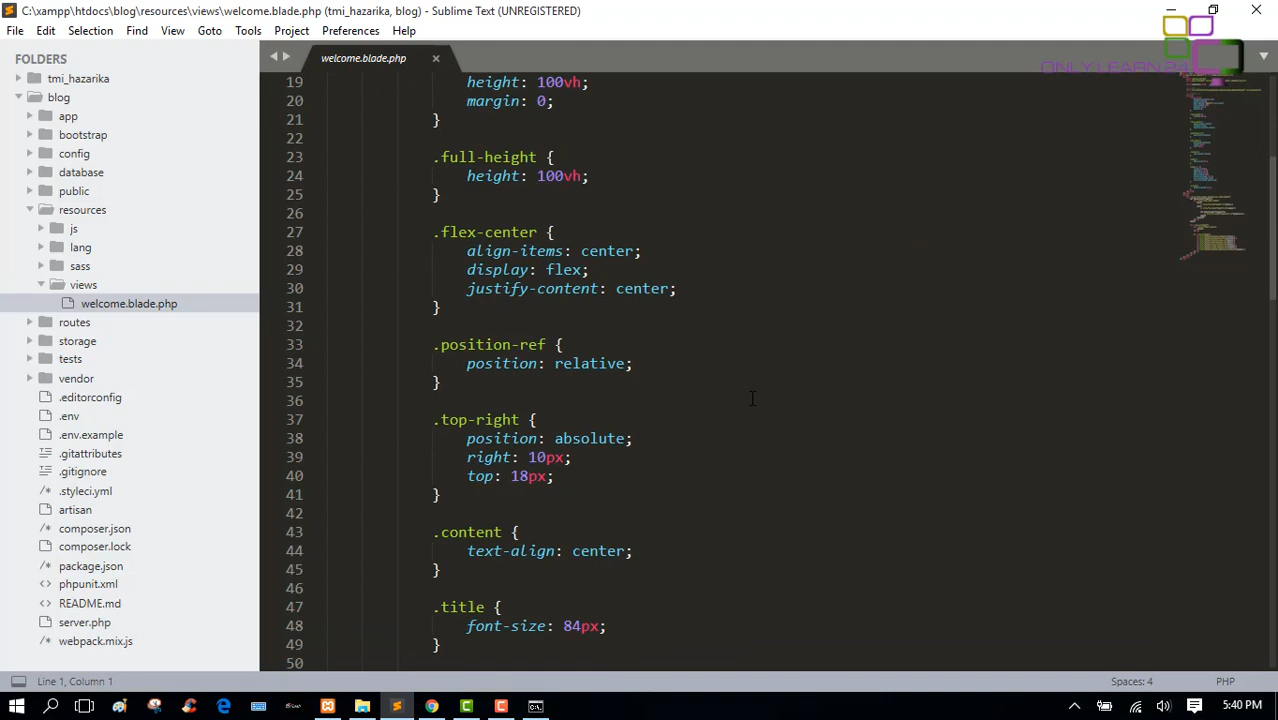 C:\xampp\htdocs\blog\resources\views\welcome.blade.php (tmi_hazarika, blog) - Sublime Text (UNREGISTERED)
File Edit Selection Find View Goto Tools Project Preferences Help
FOLDERS
tmi_hazarika
blog
app
bootstrap
config
database
public
resources
js
lang
sass
views
welcome.blade.php
routes
storage
tests
vendor
.editorconfig
.env
.env.example
.gitattributes
.gitignore
.styleci.yml
artisan
composer.json
composer.lock
package.json
phpunit.xml
README.md
server.php
webpack.mix.js
welcome.blade.php
ONLY LEARN 24
19 height: 100vh;
20 margin: 0;
21 }
22
23 .full-height {
24 height: 100vh;
25 }
26
27 .flex-center {
28 align-items: center;
29 display: flex;
30 justify-content: center;
31 }
32
33 .position-ref {
34 position: relative;
35 }
36
37 .top-right {
38 position: absolute;
39 right: 10px;
40 top: 18px;
41 }
42
43 .content {
44 text-align: center;
45 }
46
47 .title {
48 font-size: 84px;
49 }
50
Line 1, Column 1 Spaces: 4 PHP
5:40 PM